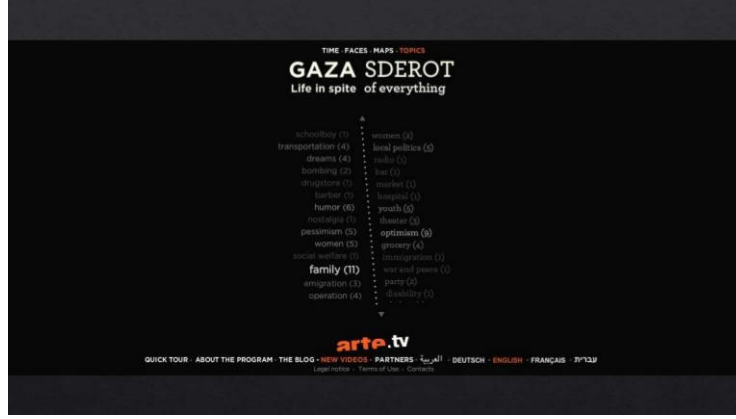 TIME · FACES · MAPS · TOPICS
GAZA SDEROT
Life in spite of everything
schoolboy (1) women (2)
transportation (4) local politics (5)
dreams (4) radio (1)
bombing (2) bar (1)
drugstore (1) market (1)
barber (1) hospital (1)
humor (6) youth (5)
nostalgia (1) theater (3)
pessimism (5) optimism (9)
women (5) grocery (4)
social welfare (1) immigration (1)
family (11) war and peace (1)
emigration (3) party (2)
operation (4) disability (1)
arte.tv
QUICK TOUR · ABOUT THE PROGRAM · THE BLOG · NEW VIDEOS · PARTNERS · العربية · DEUTSCH · ENGLISH · FRANÇAIS · עברית
Legal notice · Terms of Use · Contacts